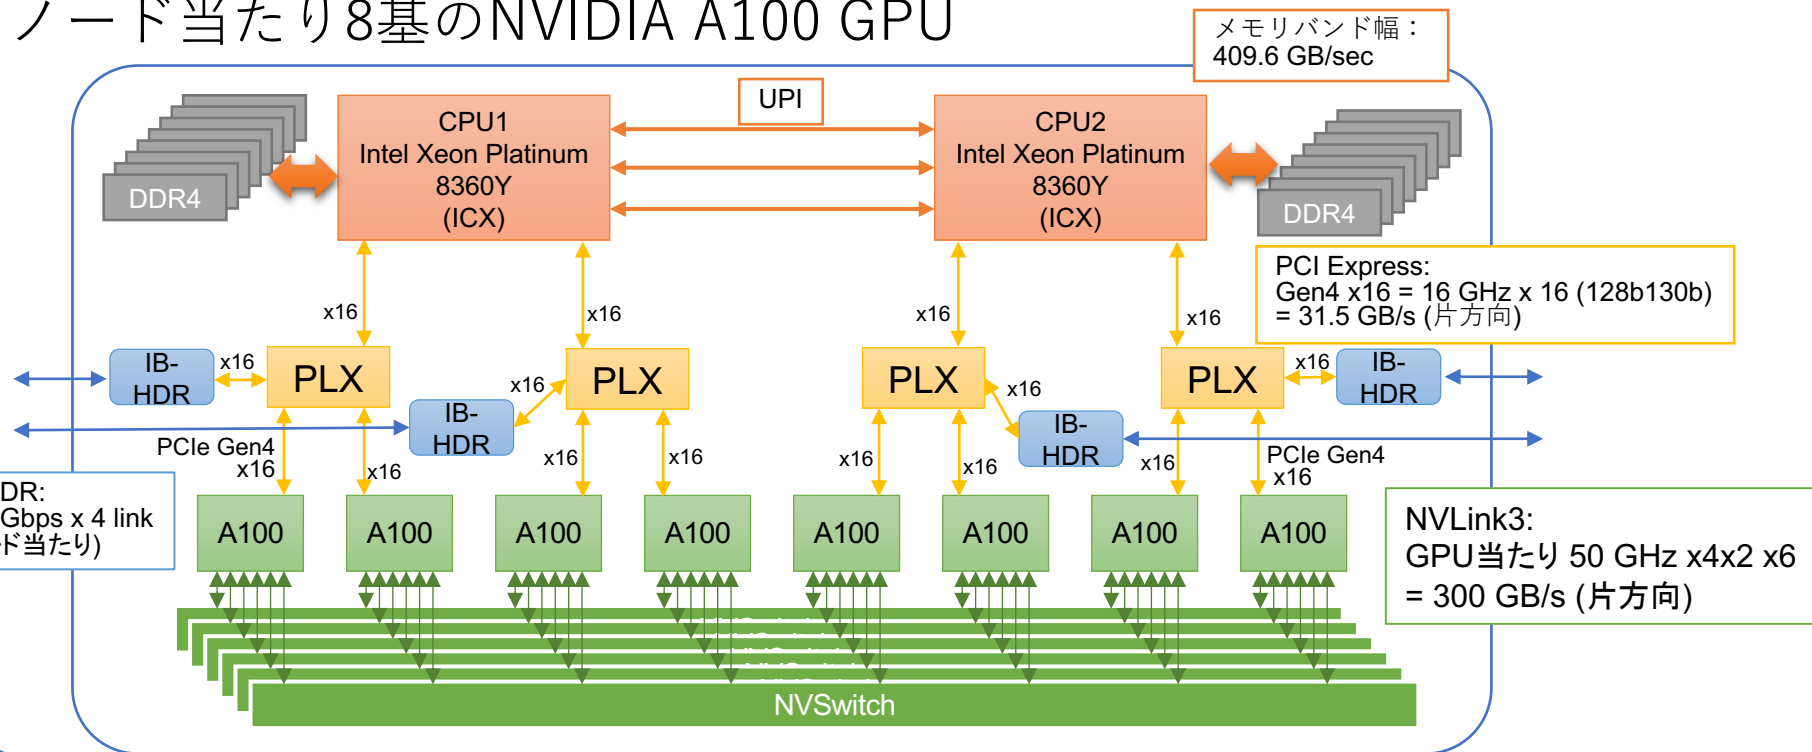 ノード当たり8基のNVIDIA A100 GPU
メモリバンド幅：
409.6 GB/sec
UPI
CPU1
Intel Xeon Platinum
8360Y
(ICX)
CPU2
Intel Xeon Platinum
8360Y
(ICX)
DDR4
DDR4
PCI Express:
Gen4 x16 = 16 GHz x 16 (128b130b)
= 31.5 GB/s (片方向)
x16
x16
x16
x16
IB-
HDR
x16
PLX
x16
PLX
PLX
x16
PLX
x16
IB-
HDR
IB-
HDR
IB-
HDR
PCIe Gen4
x16
x16
x16
x16
x16
x16
x16
PCIe Gen4
x16
DR:
Gbps x 4 link
ド当たり)
A100
A100
A100
A100
A100
A100
A100
A100
NVLink3:
GPU当たり 50 GHz x4x2 x6
= 300 GB/s (片方向)
NVSwitch